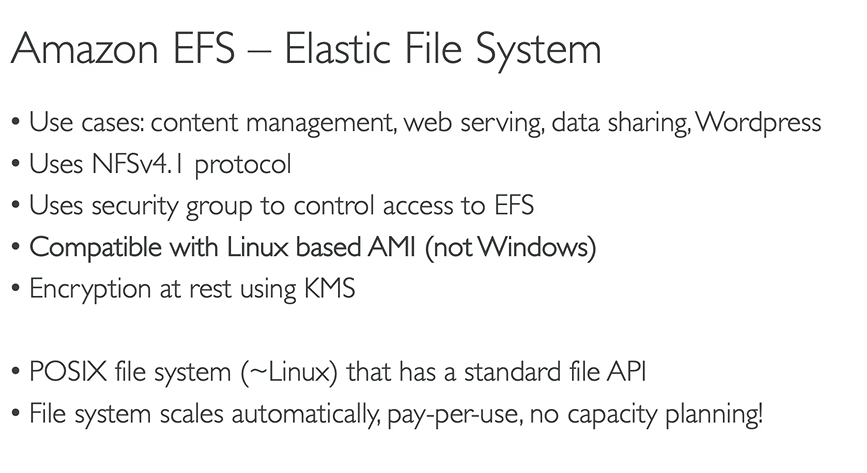 Amazon EFS – Elastic File System
• Use cases: content management, web serving, data sharing, Wordpress
• Uses NFSv4.1 protocol
• Uses security group to control access to EFS
• Compatible with Linux based AMI (not Windows)
• Encryption at rest using KMS
• POSIX file system (~Linux) that has a standard file API
• File system scales automatically, pay-per-use, no capacity planning!